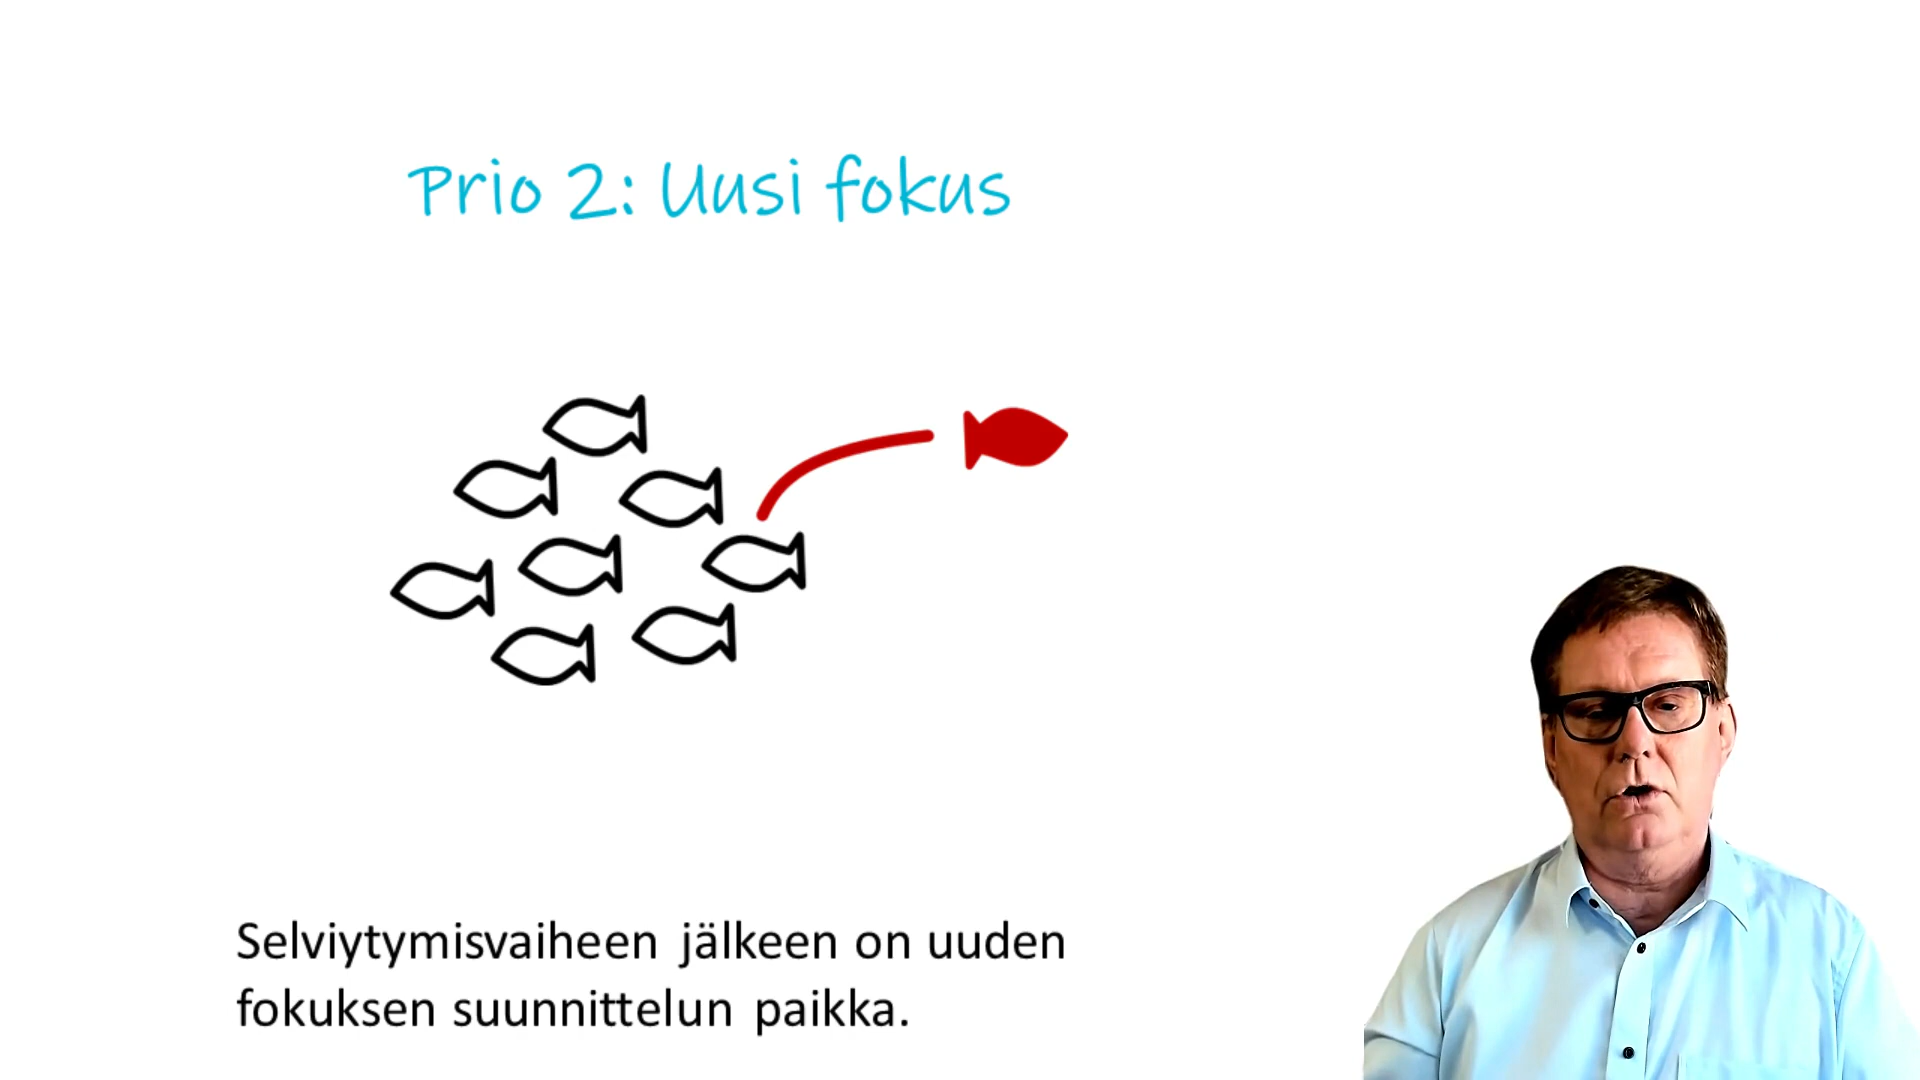 Prio 2: Uusi fokus
Selviytymisvaiheen jälkeen on uuden
fokuksen suunnittelun paikka.